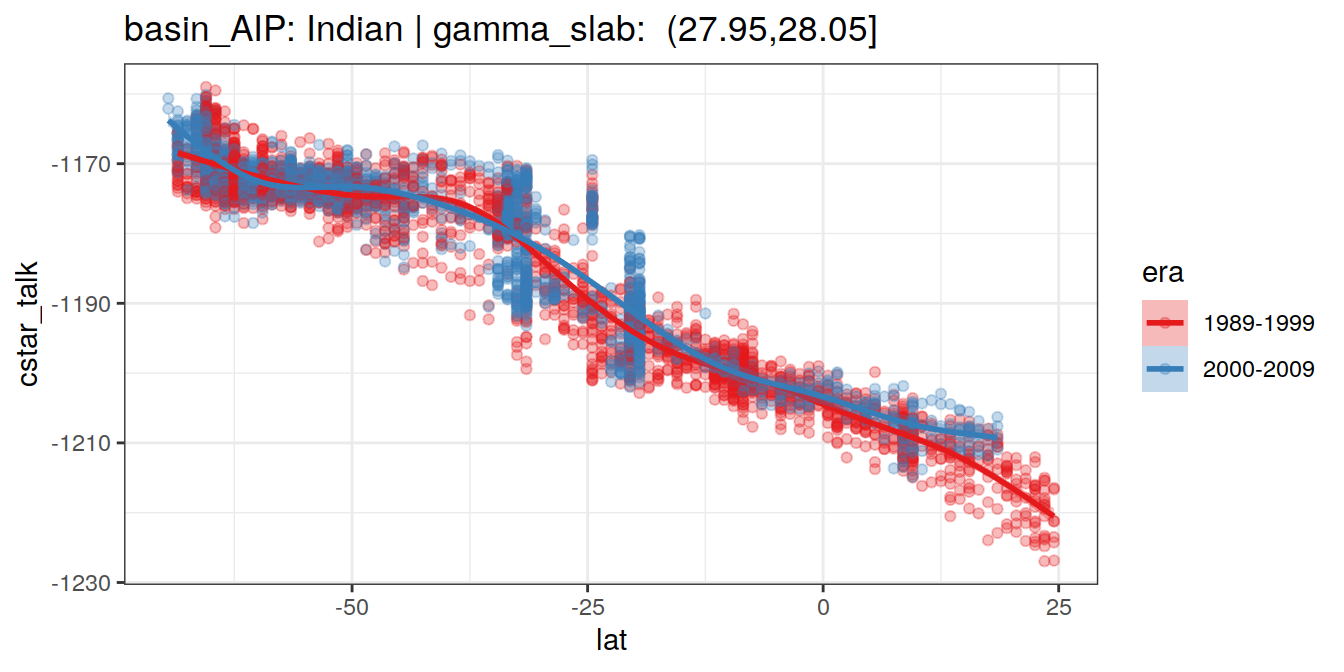 basin_AIP: Indian | gamma_slab:  (27.95,28.05]
cstar_talk
-1170
-1190
-1210
-1230
-50
-25
0
25
lat
era
1989-1999
2000-2009